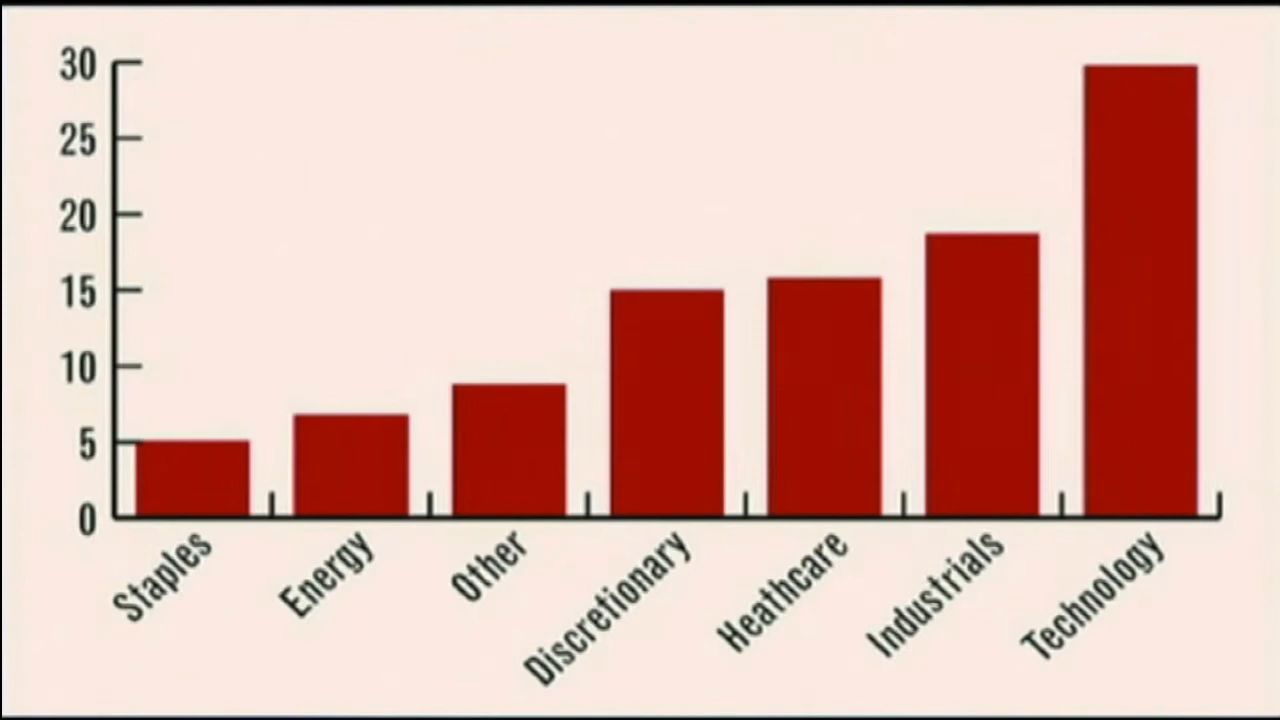 30
25
20
15
10
5
0
Staples
Energy
Other
Discretionary
Heathcare
Industrials
Technology